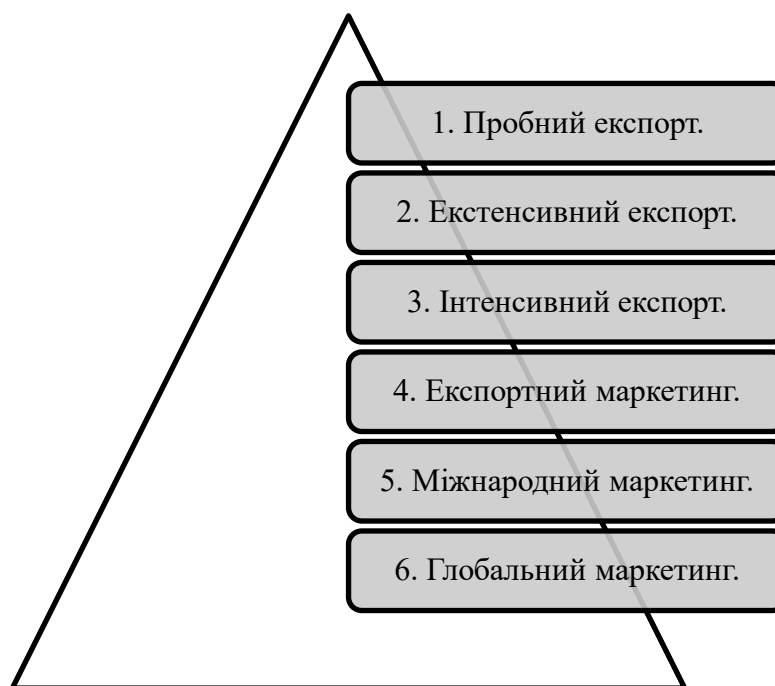 1. Пробний експорт.
2. Екстенсивний експорт.
3. Інтенсивний експорт.
4. Експортний маркетинг.
5. Міжнародний маркетинг.
6. Глобальний маркетинг.